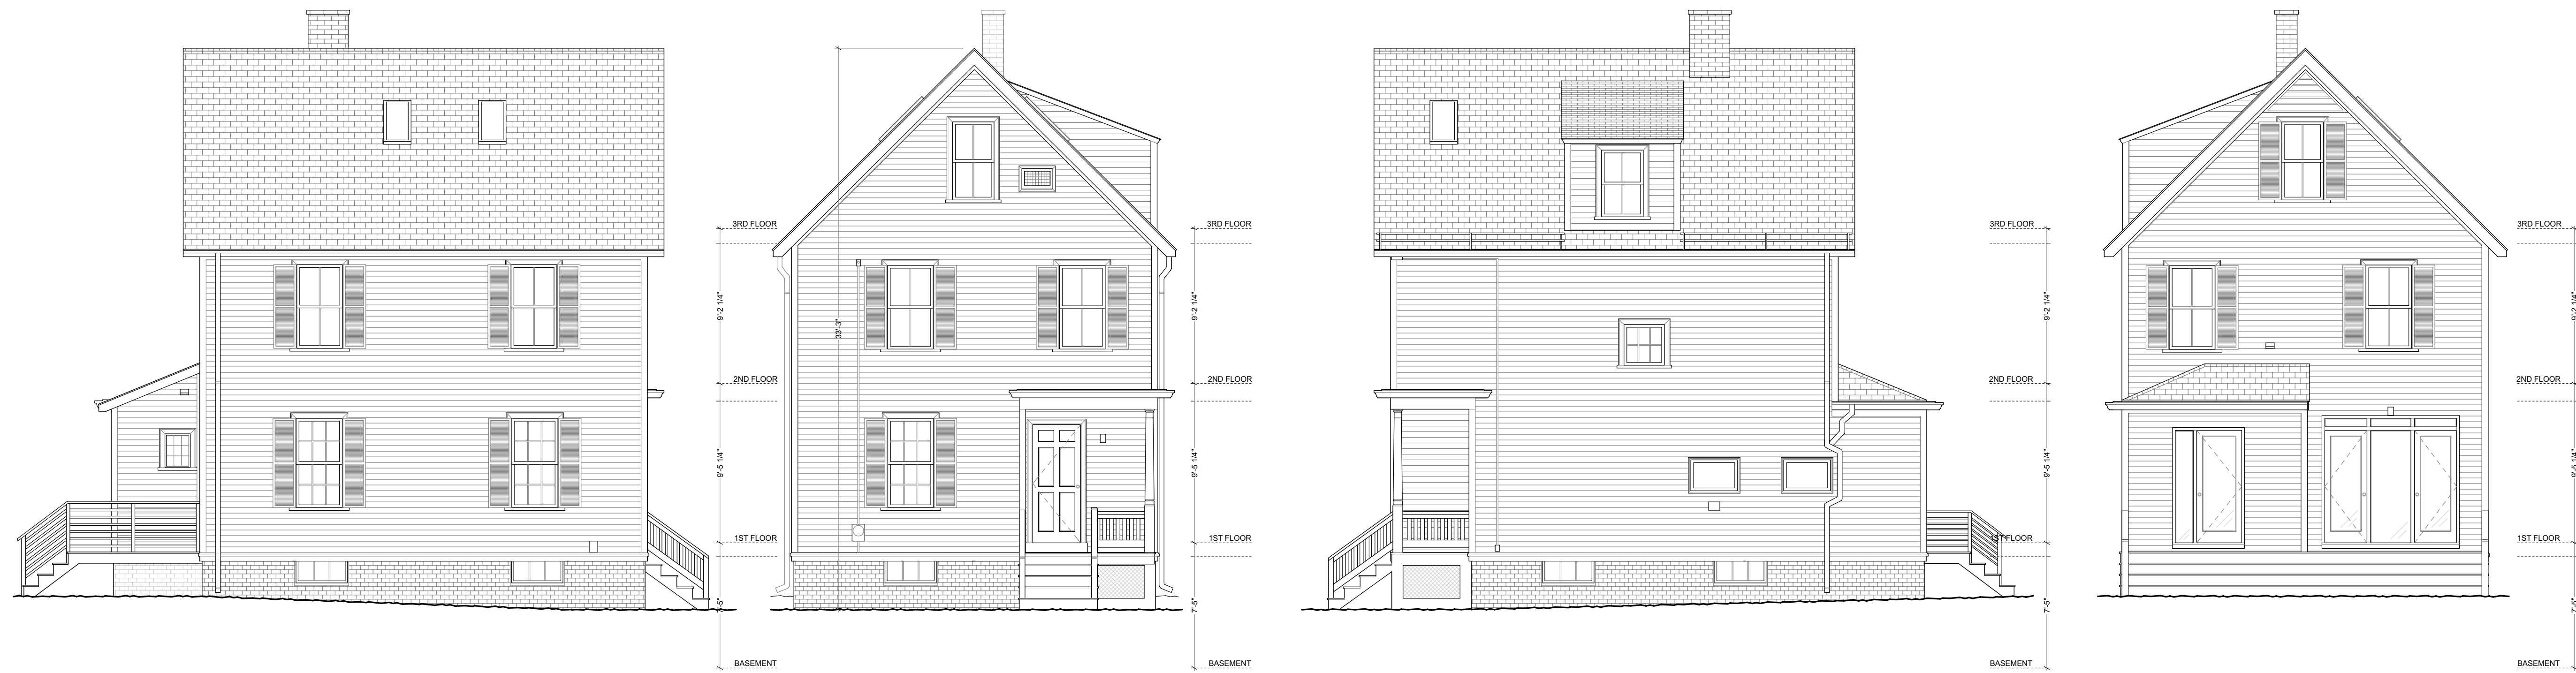 3RD FLOOR
9'-2 1/4"
2ND FLOOR
9'-5 1/4"
1ST FLOOR
7'-5"
BASEMENT
33'-3"
3RD FLOOR
9'-2 1/4"
2ND FLOOR
9'-5 1/4"
1ST FLOOR
7'-5"
BASEMENT
3RD FLOOR
9'-2 1/4"
2ND FLOOR
9'-5 1/4"
1ST FLOOR
7'-5"
BASEMENT
3RD FLOOR
9'-2 1/4"
2ND FLOOR
9'-5 1/4"
1ST FLOOR
7'-5"
BASEMENT